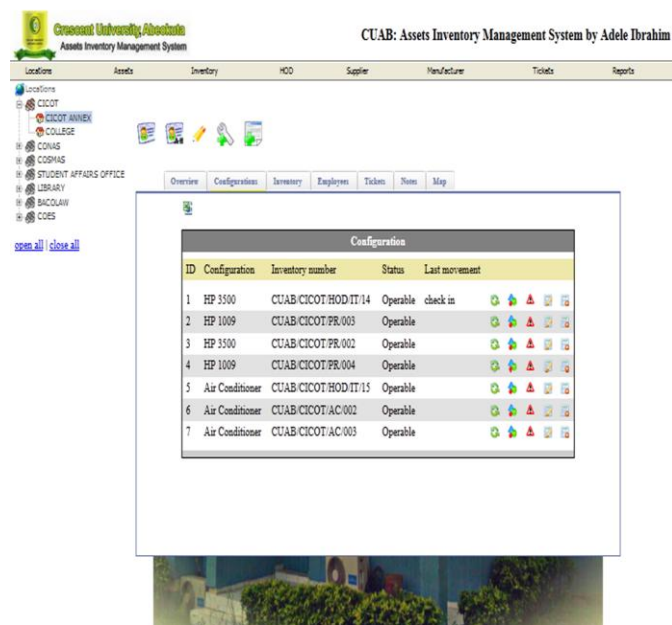 Crescent University, Abeokuta
Assets Inventory Management System
CUAB: Assets Inventory Management System by Adele Ibrahim
Locations Assets Inventory HOD Supplier Manufacturer Tickets Reports
Locations
CICOT
CICOT ANNEX
COLLEGE
CONAS
COSMAS
STUDENT AFFAIRS OFFICE
LIBRARY
BACOLAW
COES
open all | close all
Overview Configurations Inventory Employees Tickets Notes Map
Configuration
ID Configuration Inventory number Status Last movement
1 HP 3500 CUAB/CICOT/HOD/IT/14 Operable check in
2 HP 1009 CUAB/CICOT/PR/003 Operable
3 HP 3500 CUAB/CICOT/PR/002 Operable
4 HP 1009 CUAB/CICOT/PR/004 Operable
5 Air Conditioner CUAB/CICOT/HOD/IT/15 Operable
6 Air Conditioner CUAB/CICOT/AC/002 Operable
7 Air Conditioner CUAB/CICOT/AC/003 Operable